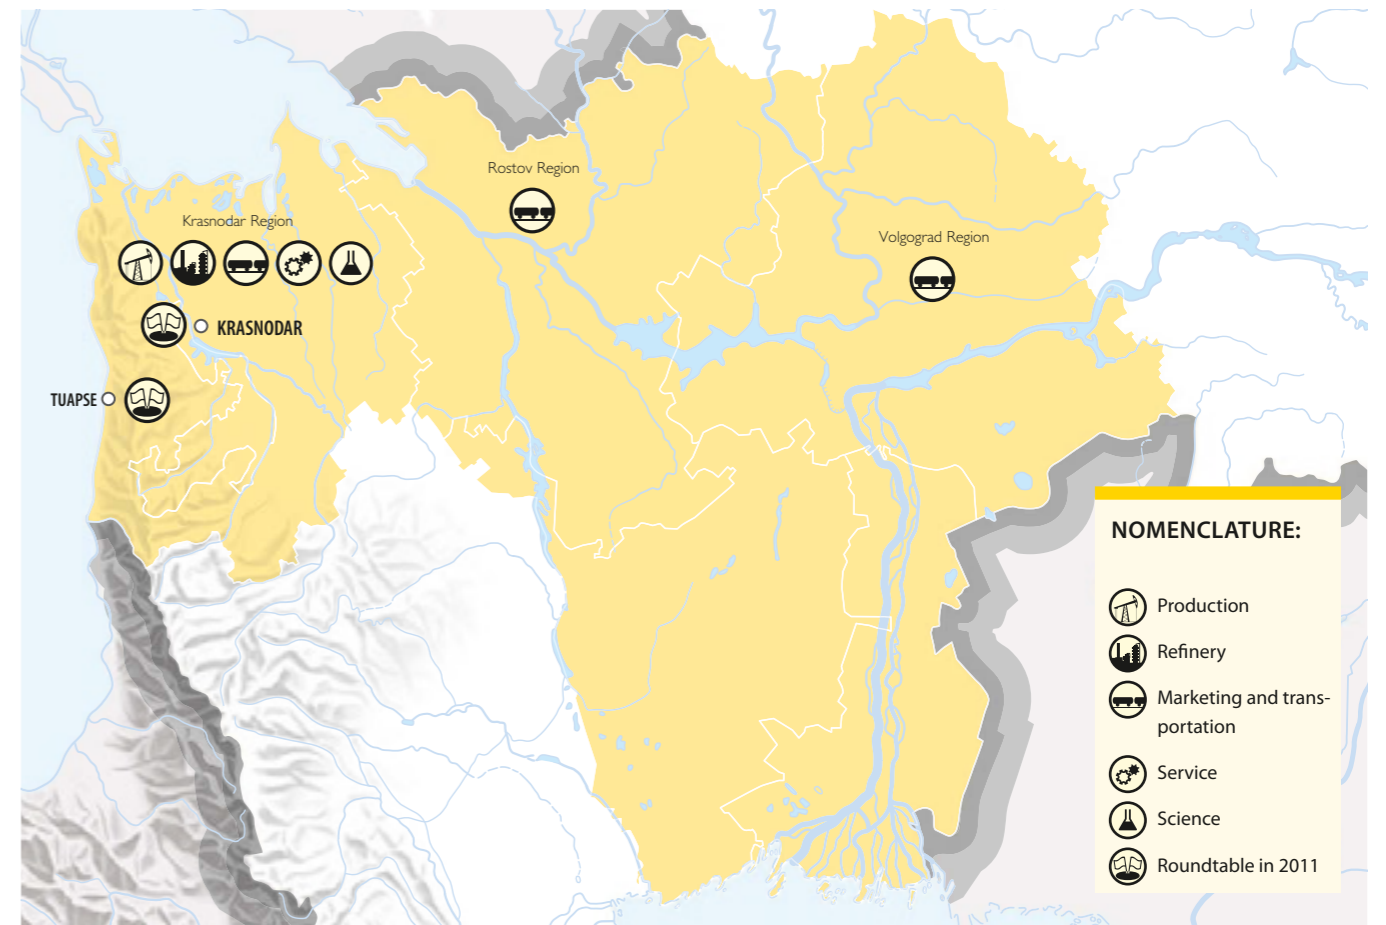 Rostov Region
Krasnodar Region
Volgograd Region
KRASNODAR
TUAPSE
NOMENCLATURE:
Production
Refinery
Marketing and trans-
portation
Service
Science
Roundtable in 2011